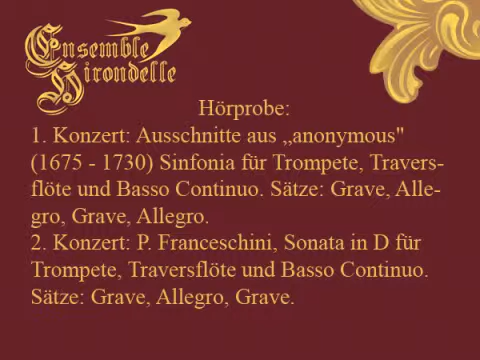 Ensemble
Hirondelle
Hörprobe:
1. Konzert: Ausschnitte aus „anonymous"
(1675 - 1730) Sinfonia für Trompete, Travers-
flöte und Basso Continuo. Sätze: Grave, Alle-
gro, Grave, Allegro.
2. Konzert: P. Franceschini, Sonata in D für
Trompete, Traversflöte und Basso Continuo.
Sätze: Grave, Allegro, Grave.